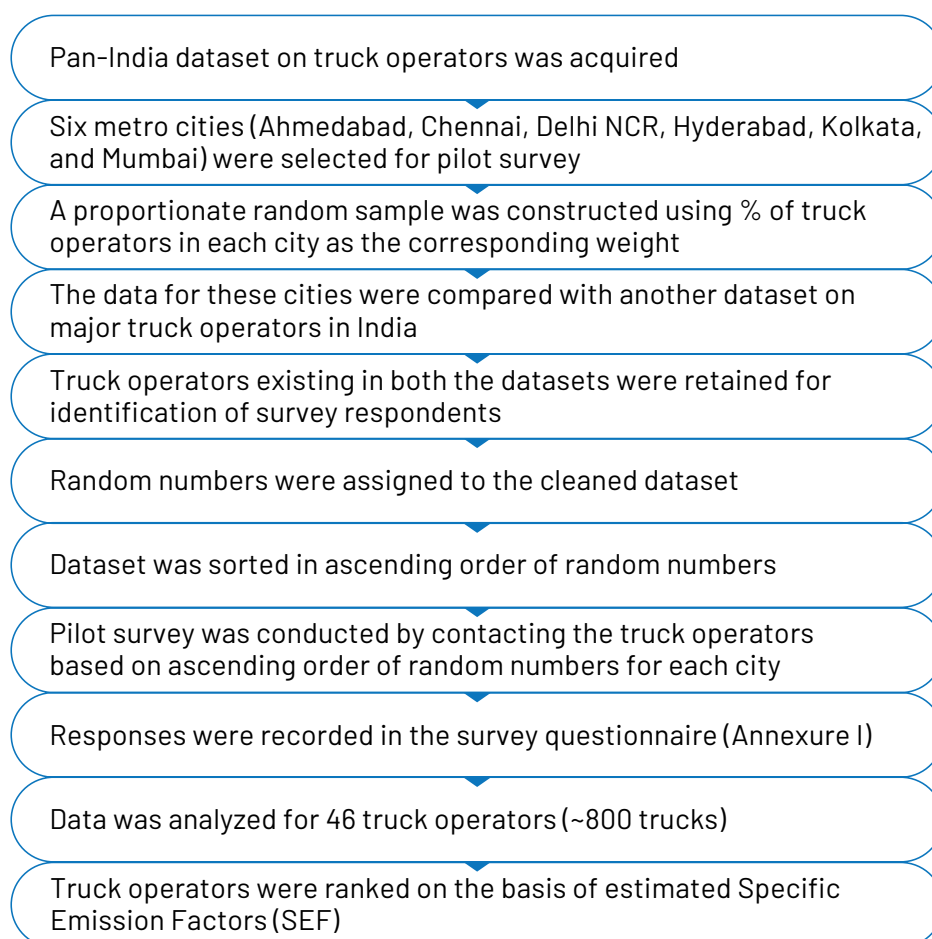 Pan-India dataset on truck operators was acquired
Six metro cities (Ahmedabad, Chennai, Delhi NCR, Hyderabad, Kolkata,
and Mumbai) were selected for pilot survey
A proportionate random sample was constructed using % of truck
operators in each city as the corresponding weight
The data for these cities were compared with another dataset on
major truck operators in India
Truck operators existing in both the datasets were retained for
identification of survey respondents
Random numbers were assigned to the cleaned dataset
Dataset was sorted in ascending order of random numbers
Pilot survey was conducted by contacting the truck operators
based on ascending order of random numbers for each city
Responses were recorded in the survey questionnaire (Annexure I)
Data was analyzed for 46 truck operators (~800 trucks)
Truck operators were ranked on the basis of estimated Specific
Emission Factors (SEF)